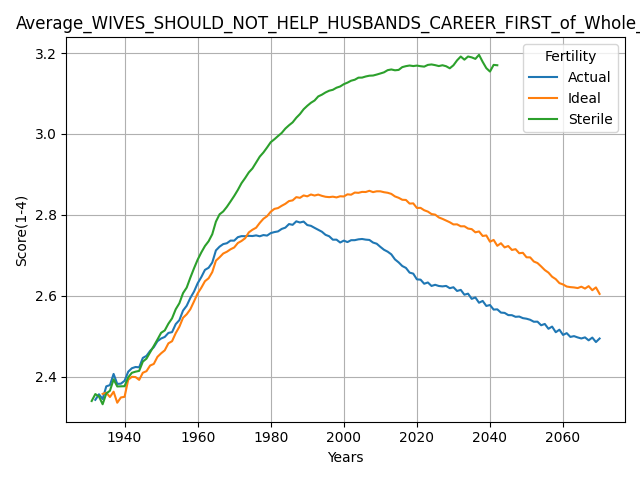 Average_WIVES_SHOULD_NOT_HELP_HUSBANDS_CAREER_FIRST_of_Whole_
3.2
3.0
2.8
2.6
2.4
Score(1-4)
Fertility
Actual
Ideal
Sterile
1940
1960
1980
2000
2020
2040
2060
Years